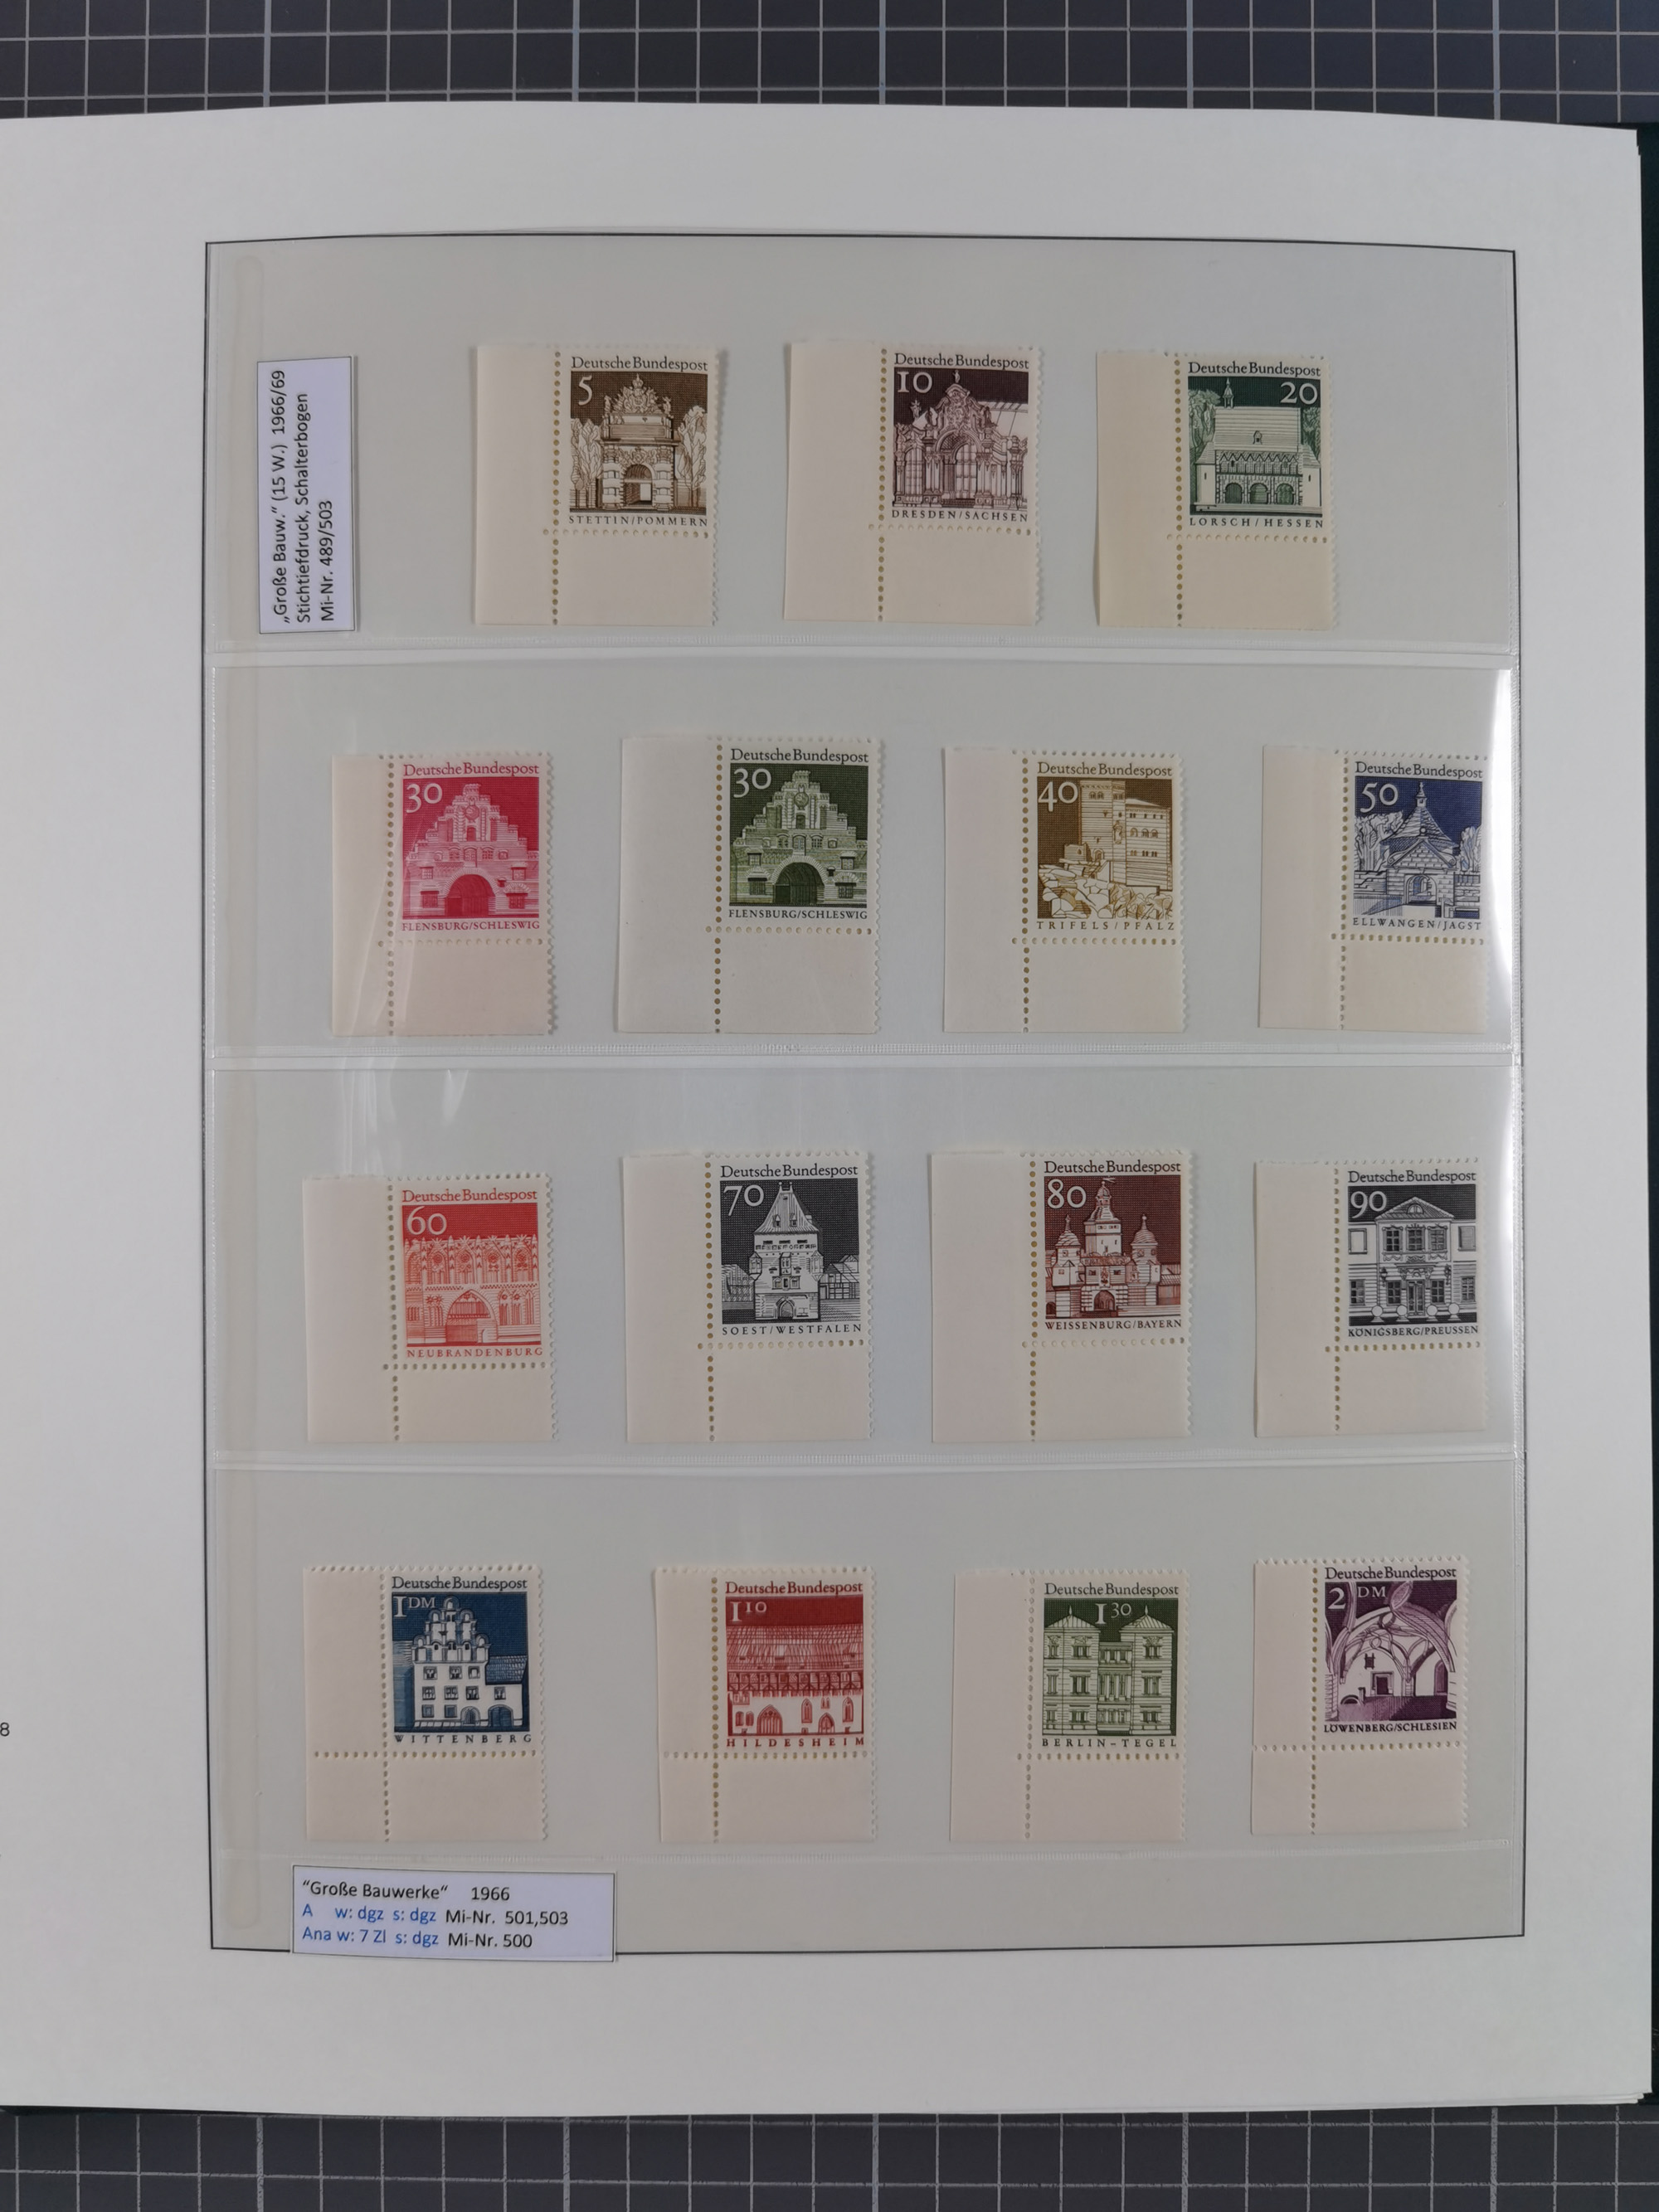 „Große Bauw.“ (15 W.) 1966/69
Stichtiefdruck, Schalterbogen
Mi-Nr. 489/503
Deutsche Bundespost
5
STETTIN/POMMERN
Deutsche Bundespost
10
DRESDEN/SACHSEN
Deutsche Bundespost
20
LORSCH/HESSEN
Deutsche Bundespost
30
FLENSBURG/SCHLESWIG
Deutsche Bundespost
30
FLENSBURG/SCHLESWIG
Deutsche Bundespost
40
TRIFELS/PFALZ
Deutsche Bundespost
50
ELLWANGEN/JAGST
Deutsche Bundespost
60
NEUBRANDENBURG
Deutsche Bundespost
70
SOEST/WESTFALEN
Deutsche Bundespost
80
WEISSENBURG/BAYERN
Deutsche Bundespost
90
KÖNIGSBERG/PREUSSEN
Deutsche Bundespost
1 DM
WITTENBERG
Deutsche Bundespost
1 10
HILDESHEIM
Deutsche Bundespost
1 30
BERLIN-TEGEL
Deutsche Bundespost
2 DM
LÖWENBERG/SCHLESIEN
8
“Große Bauwerke“ 1966
A w: dgz s: dgz Mi-Nr. 501,503
Ana w: 7 Zl s: dgz Mi-Nr. 500